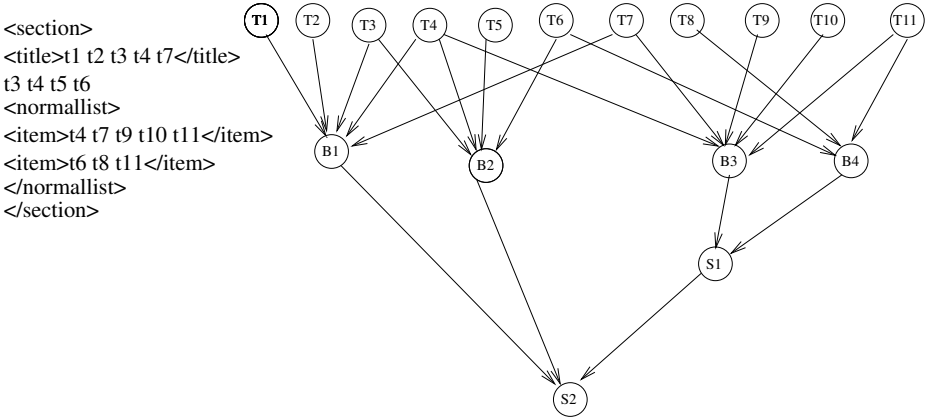 <section>
<title>t1 t2 t3 t4 t7</title>
t3 t4 t5 t6
<normallist>
<item>t4 t7 t9 t10 t11</item>
<item>t6 t8 t11</item>
</normallist>
</section>
T1 T2 T3 T4 T5 T6 T7 T8 T9 T10 T11
B1 B2 B3 B4
S1
S2